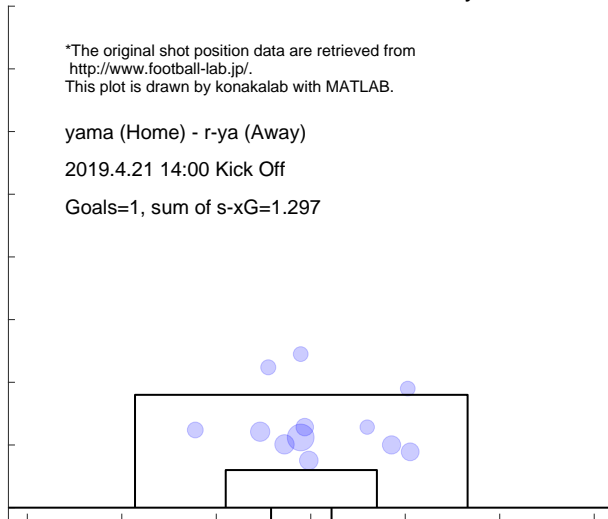 *The original shot position data are retrieved from
http://www.football-lab.jp/.
This plot is drawn by konakalab with MATLAB.
yama (Home) - r-ya (Away)
2019.4.21 14:00 Kick Off
Goals=1, sum of s-xG=1.297